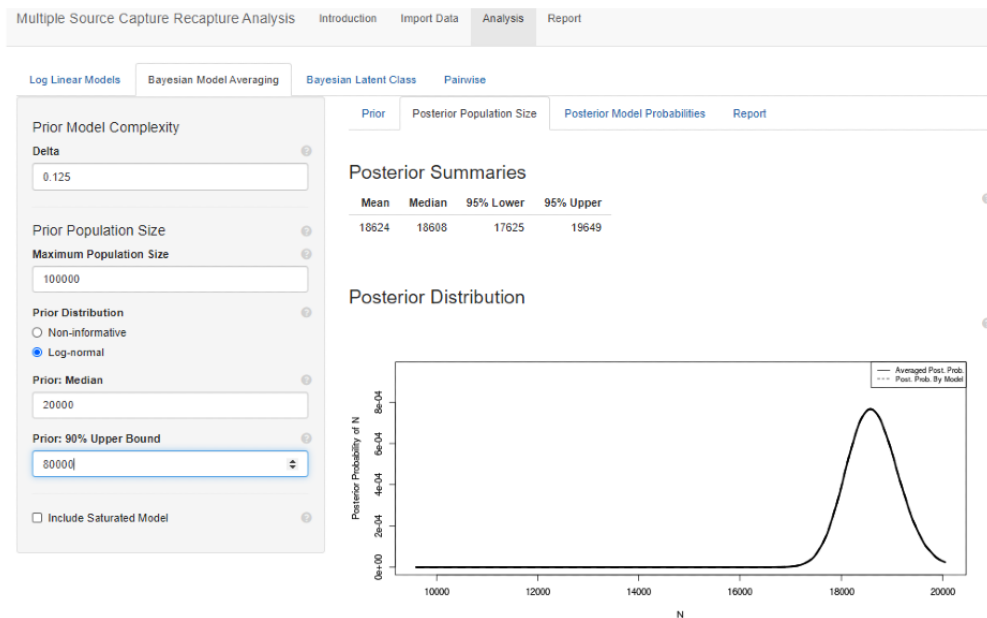 Multiple Source Capture Recapture Analysis Introduction Import Data Analysis Report
Log Linear Models Bayesian Model Averaging Bayesian Latent Class Pairwise
Prior Model Complexity
Delta
0.125
Prior Population Size
Maximum Population Size
100000
Prior Distribution
Non-informative
Log-normal
Prior: Median
20000
Prior: 90% Upper Bound
80000
Include Saturated Model
Prior Posterior Population Size Posterior Model Probabilities Report
Posterior Summaries
Mean Median 95% Lower 95% Upper
18624 18608 17625 19649
Posterior Distribution
Averaged Post. Prob.
Post. Prob. By Model
Posterior Probability of N
8e-04
6e-04
4e-04
2e-04
0e+00
10000 12000 14000 16000 18000 20000
N